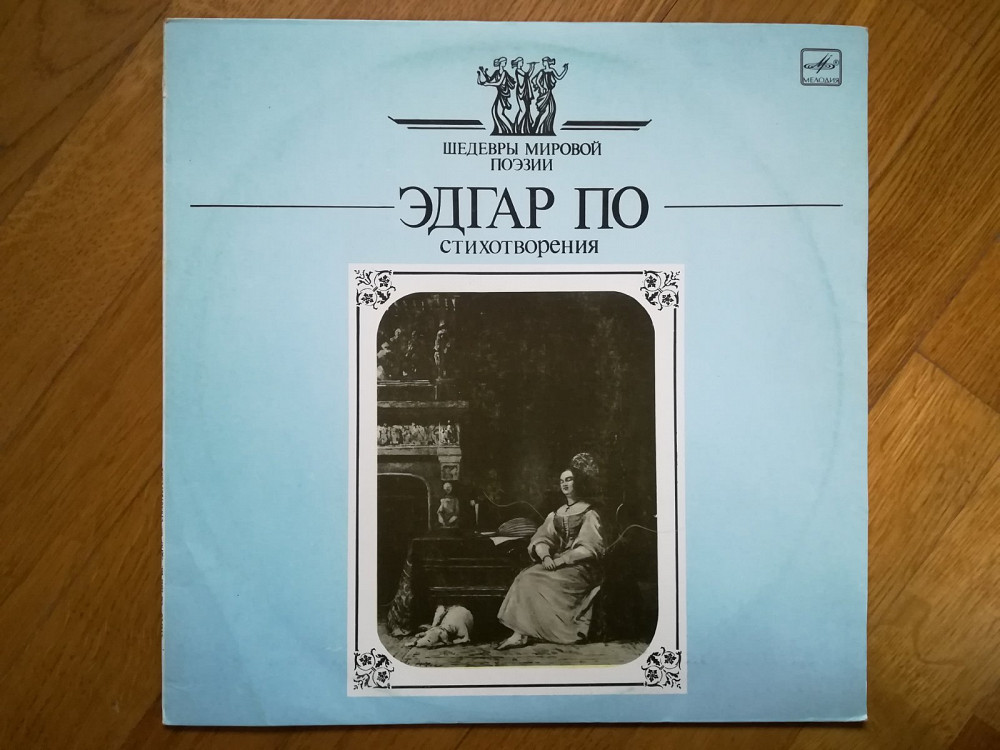 МЕЛОДИЯ
ШЕДЕВРЫ МИРОВОЙ
ПОЭЗИИ
ЭДГАР ПО
стихотворения